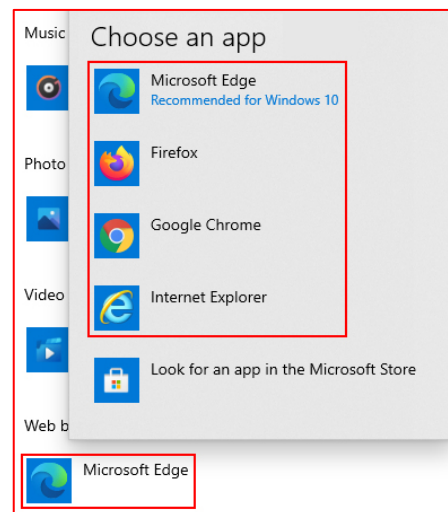 Music
Choose an app
Microsoft Edge
Recommended for Windows 10
Firefox
Photo
Google Chrome
Video
Internet Explorer
Look for an app in the Microsoft Store
Web b
Microsoft Edge